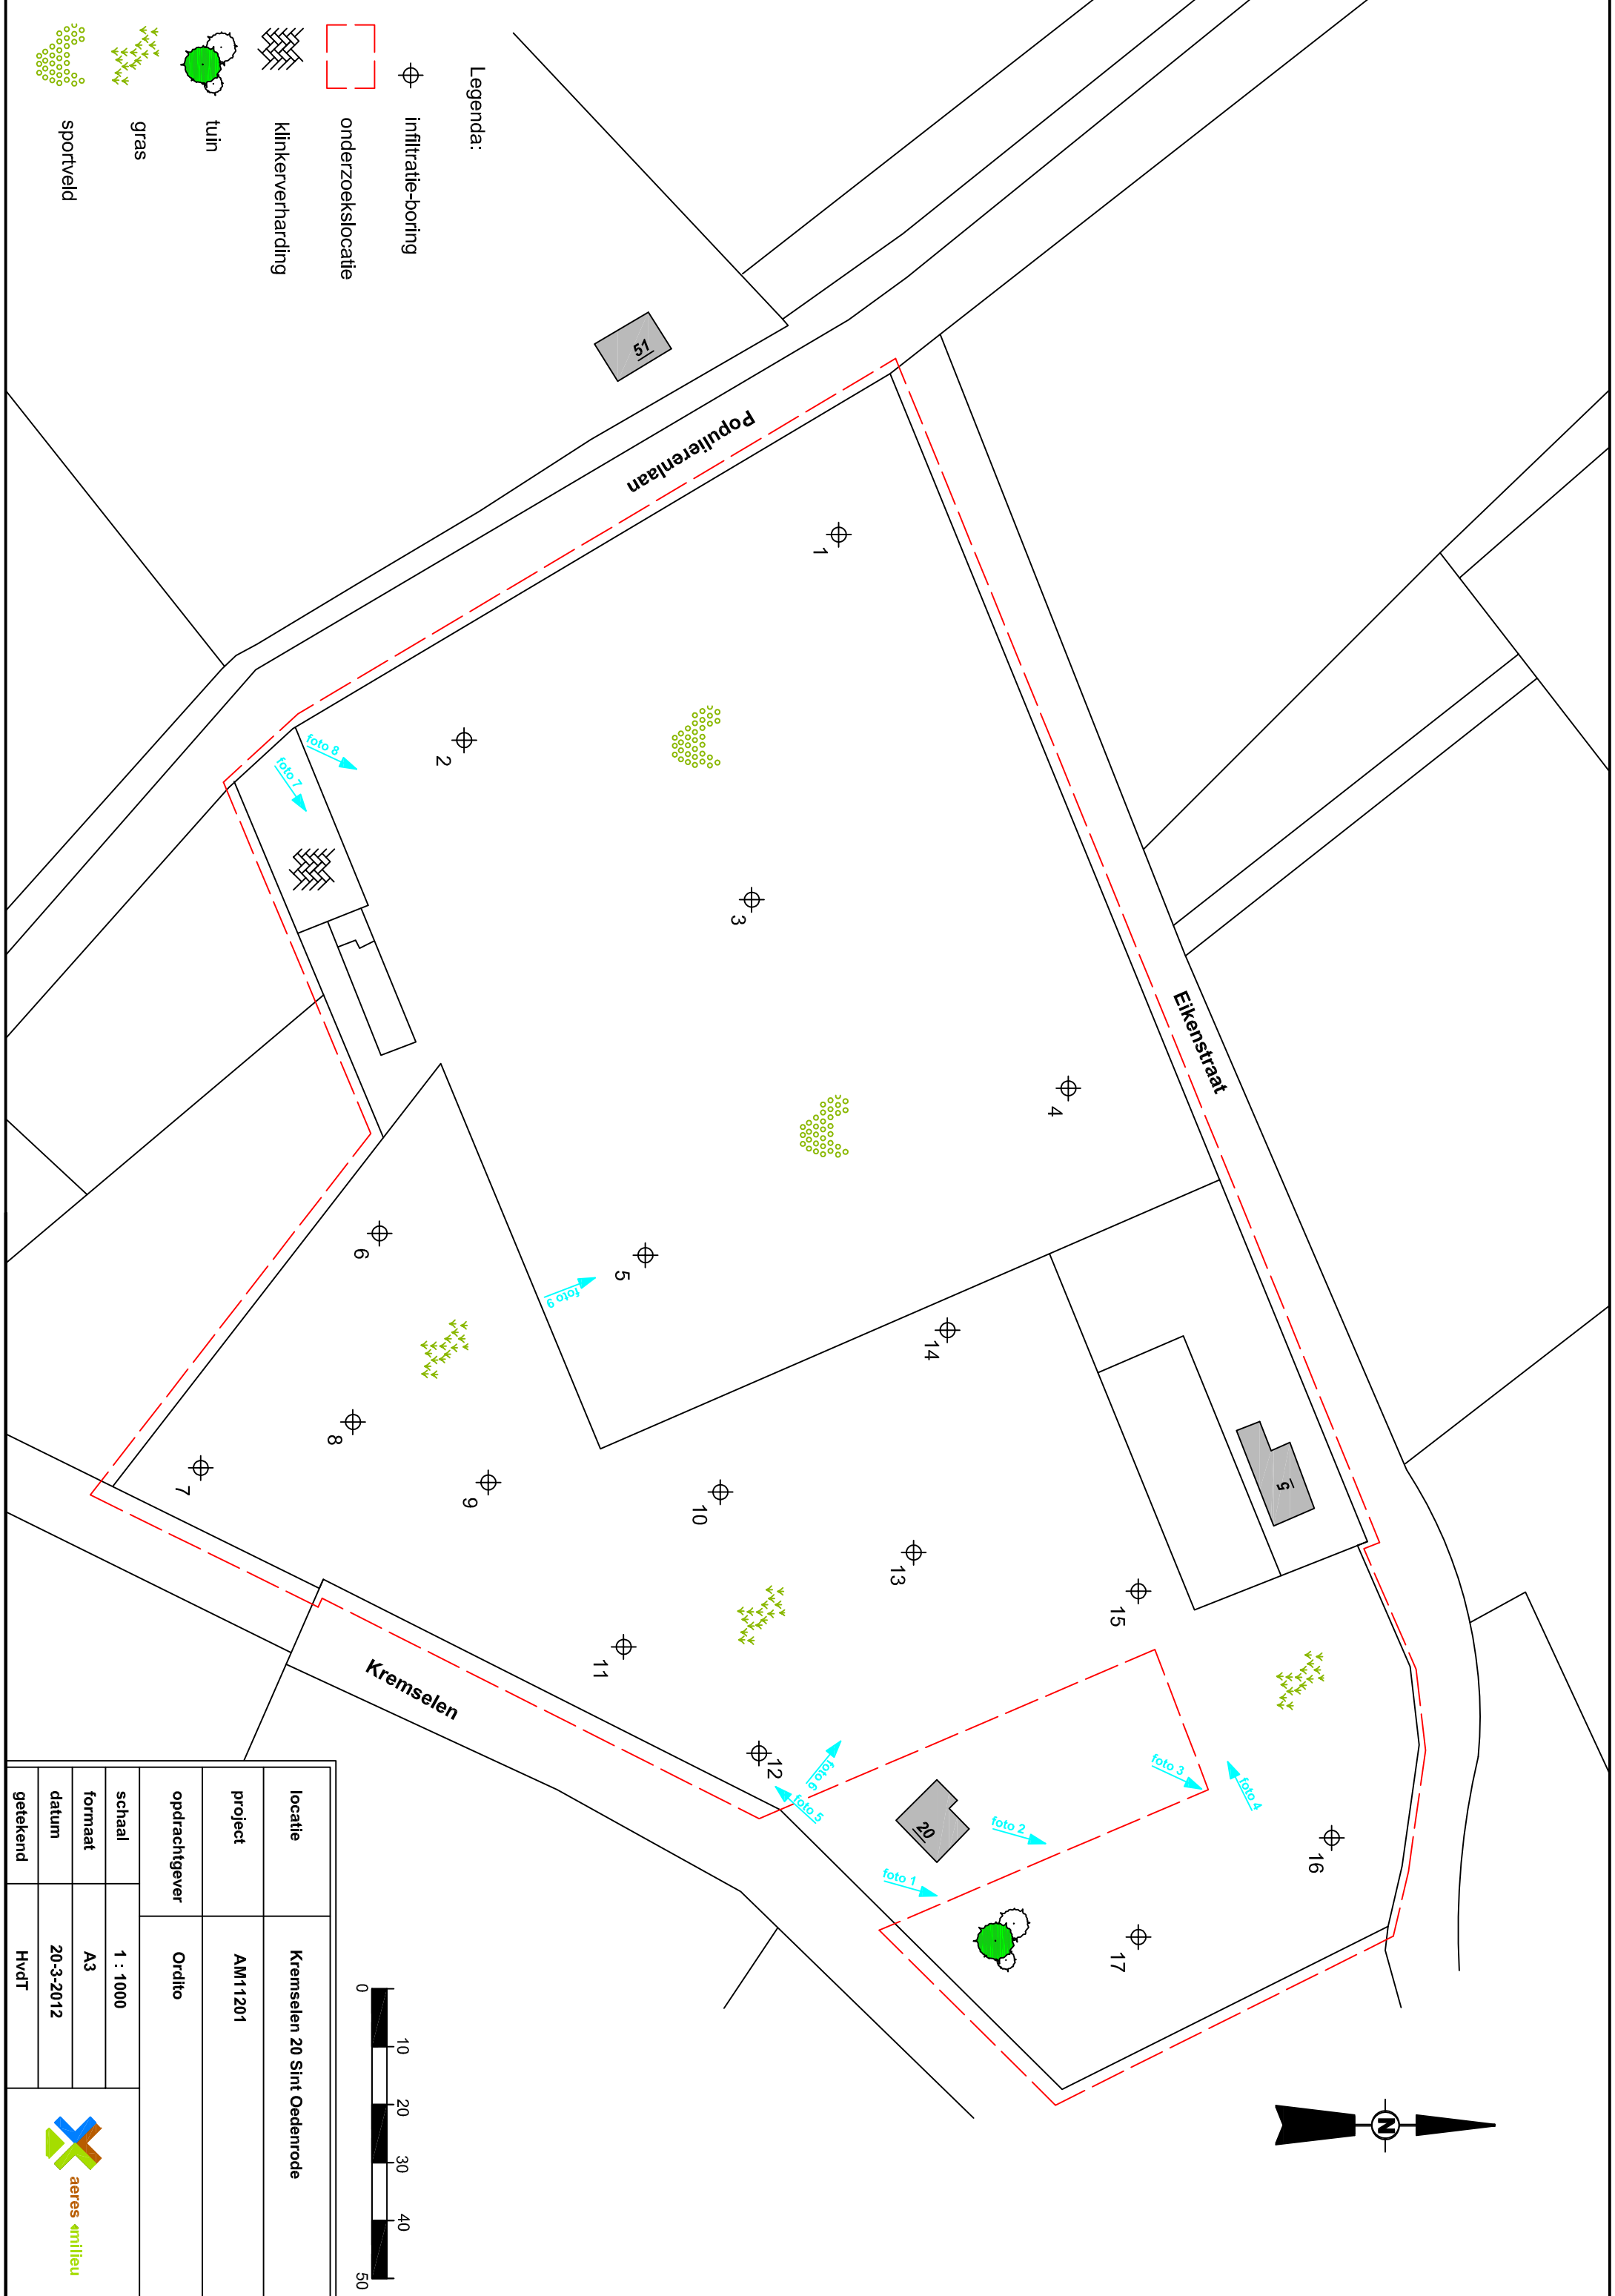 Legenda:
infiltratie-boring
onderzoekslocatie
klinkerverharding
tuin
gras
sportveld
51
Populierenlaan
Eikenstraat
Kremselen
1
2
3
4
5
6
7
8
9
10
11
12
13
14
15
16
17
5
20
foto 1
foto 2
foto 3
foto 4
foto 5
foto 6
foto 7
foto 8
foto 9
N
0 10 20 30 40 50
locatie Kremselen 20 Sint Oedenrode
project AM11201
opdrachtgever Ordito
schaal 1 : 1000
formaat A3
datum 20-3-2012
getekend HvdT
aeres milieu